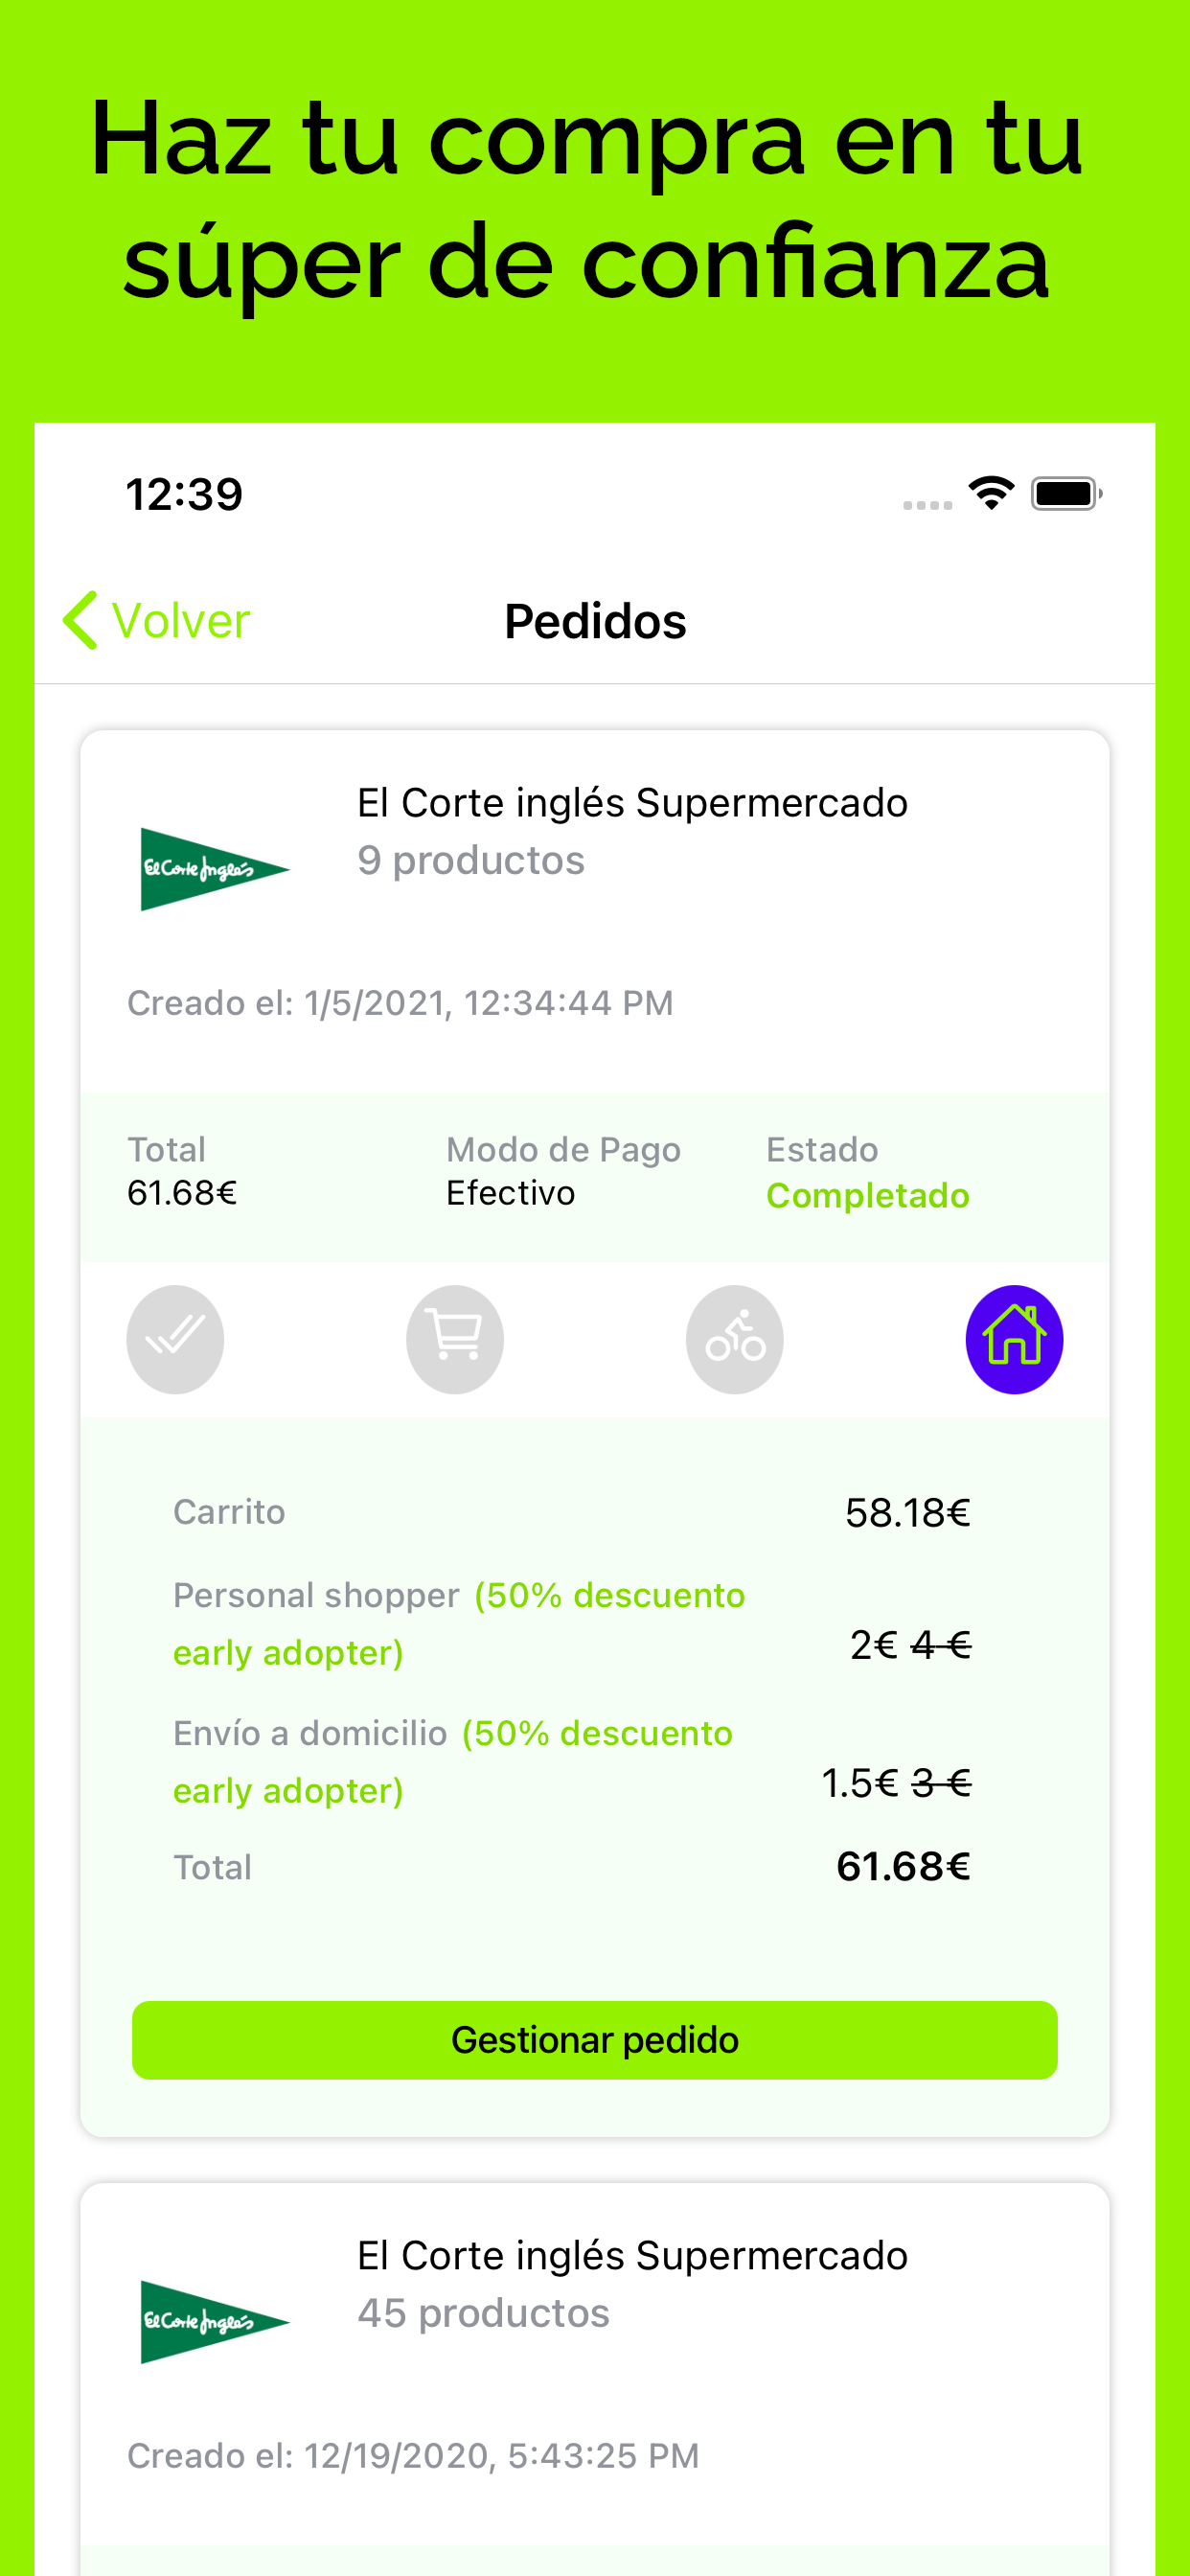 Haz tu compra en tu
súper de confianza
12:39
Volver
Pedidos
El Corte inglés Supermercado
9 productos
El Corte Inglés
Creado el: 1/5/2021, 12:34:44 PM
Total
Modo de Pago
Estado
61.68€
Efectivo
Completado
Carrito
58.18€
Personal shopper (50% descuento
early adopter)
2€ 4 €
Envío a domicilio (50% descuento
early adopter)
1.5€ 3 €
Total
61.68€
Gestionar pedido
El Corte inglés Supermercado
45 productos
El Corte Inglés
Creado el: 12/19/2020, 5:43:25 PM